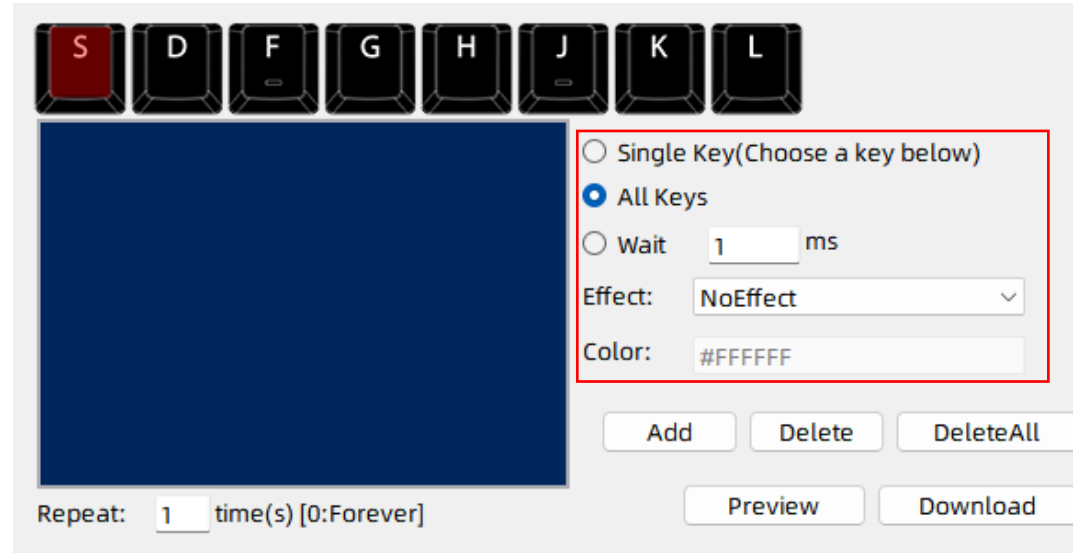 S D F G H J K L
Single Key(Choose a key below)
All Keys
Wait 1 ms
Effect: NoEffect
Color: #FFFFFF
Add Delete DeleteAll
Repeat: 1 time(s) [0:Forever]
Preview Download